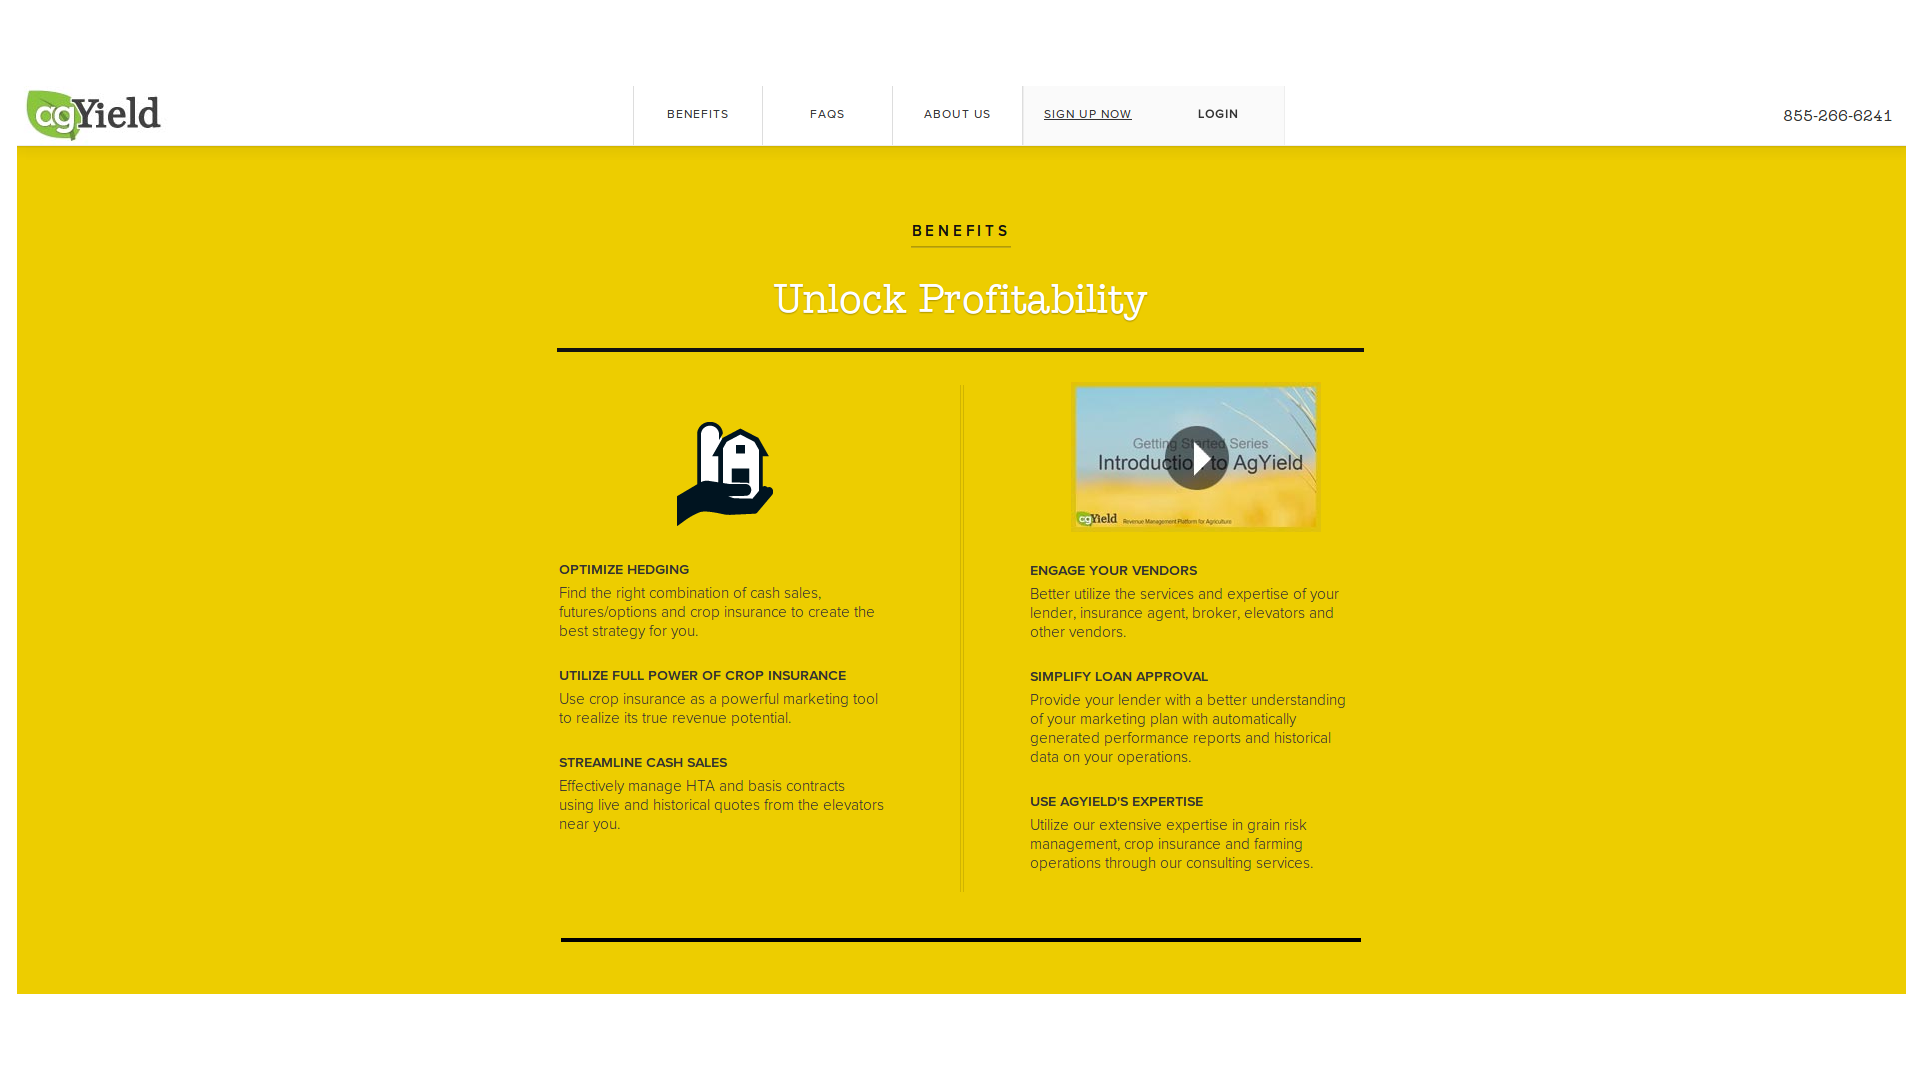 agYield
BENEFITS
FAQS
ABOUT US
SIGN UP NOW
LOGIN
855-266-6241
BENEFITS
Unlock Profitability
OPTIMIZE HEDGING
Find the right combination of cash sales,
futures/options and crop insurance to create the
best strategy for you.
UTILIZE FULL POWER OF CROP INSURANCE
Use crop insurance as a powerful marketing tool
to realize its true revenue potential.
STREAMLINE CASH SALES
Effectively manage HTA and basis contracts
using live and historical quotes from the elevators
near you.
Getting Started Series
Introduction to AgYield
agYield Revenue Management Platform for Agriculture
ENGAGE YOUR VENDORS
Better utilize the services and expertise of your
lender, insurance agent, broker, elevators and
other vendors.
SIMPLIFY LOAN APPROVAL
Provide your lender with a better understanding
of your marketing plan with automatically
generated performance reports and historical
data on your operations.
USE AGYIELD'S EXPERTISE
Utilize our extensive expertise in grain risk
management, crop insurance and farming
operations through our consulting services.